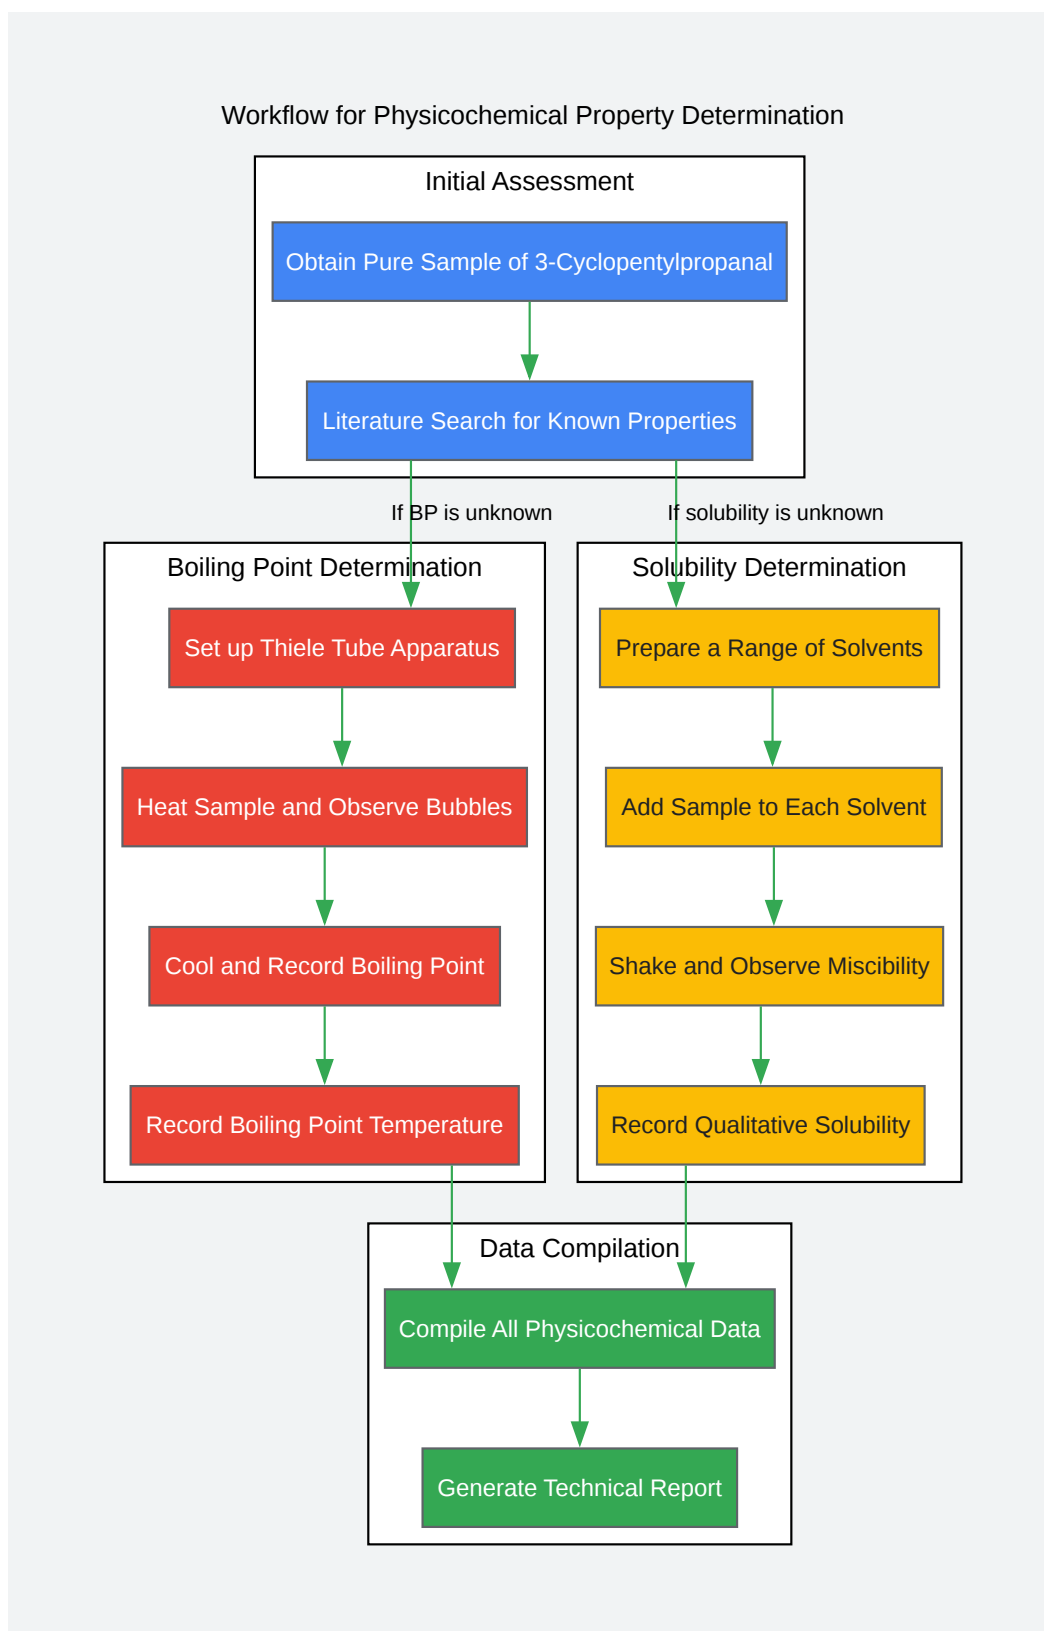 Workflow for Physicochemical Property Determination
Initial Assessment
Obtain Pure Sample of 3-Cyclopentylpropanal
Literature Search for Known Properties
If BP is unknown
If solubility is unknown
Boiling Point Determination
Set up Thiele Tube Apparatus
Heat Sample and Observe Bubbles
Cool and Record Boiling Point
Record Boiling Point Temperature
Solubility Determination
Prepare a Range of Solvents
Add Sample to Each Solvent
Shake and Observe Miscibility
Record Qualitative Solubility
Data Compilation
Compile All Physicochemical Data
Generate Technical Report